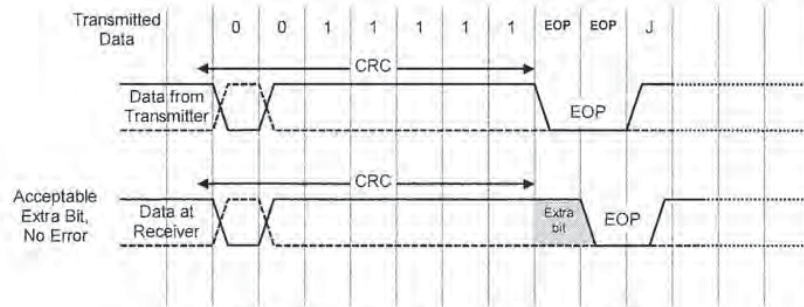 Transmitted Data 0 0 1 1 1 1 1 EOP EOP J
CRC
Data from
Transmitter
EOP
CRC
Acceptable
Extra Bit,
No Error
Data at
Receiver
Extra
bit
EOP